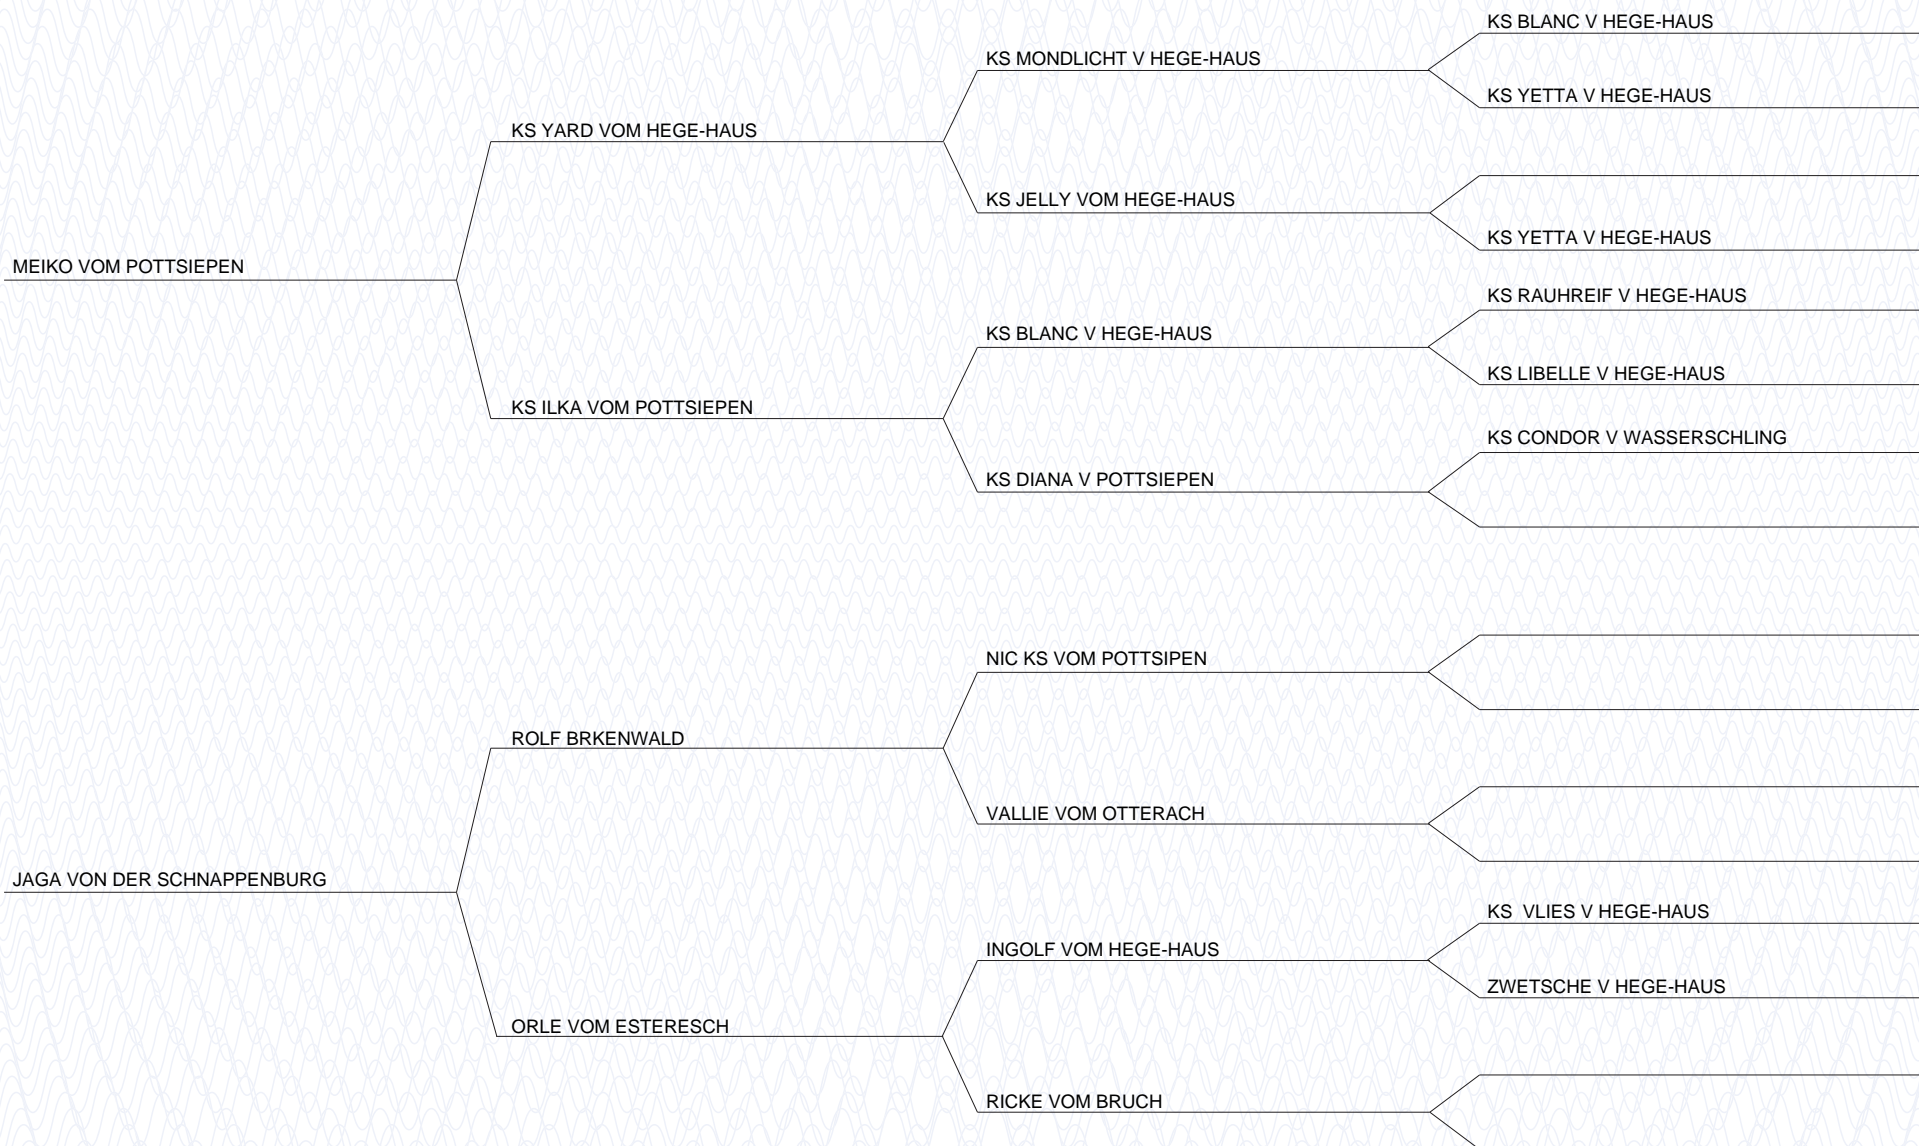 KS BLANC V HEGE-HAUS
KS MONDLICHT V HEGE-HAUS
KS YETTA V HEGE-HAUS
KS YARD VOM HEGE-HAUS
KS JELLY VOM HEGE-HAUS
KS YETTA V HEGE-HAUS
MEIKO VOM POTTSIEPEN
KS RAUHREIF V HEGE-HAUS
KS BLANC V HEGE-HAUS
KS LIBELLE V HEGE-HAUS
KS ILKA VOM POTTSIEPEN
KS CONDOR V WASSERSCHLING
KS DIANA V POTTSIEPEN
NIC KS VOM POTTSIPEN
ROLF BRKENWALD
VALLIE VOM OTTERACH
JAGA VON DER SCHNAPPENBURG
KS  VLIES V HEGE-HAUS
INGOLF VOM HEGE-HAUS
ZWETSCHE V HEGE-HAUS
ORLE VOM ESTERESCH
RICKE VOM BRUCH